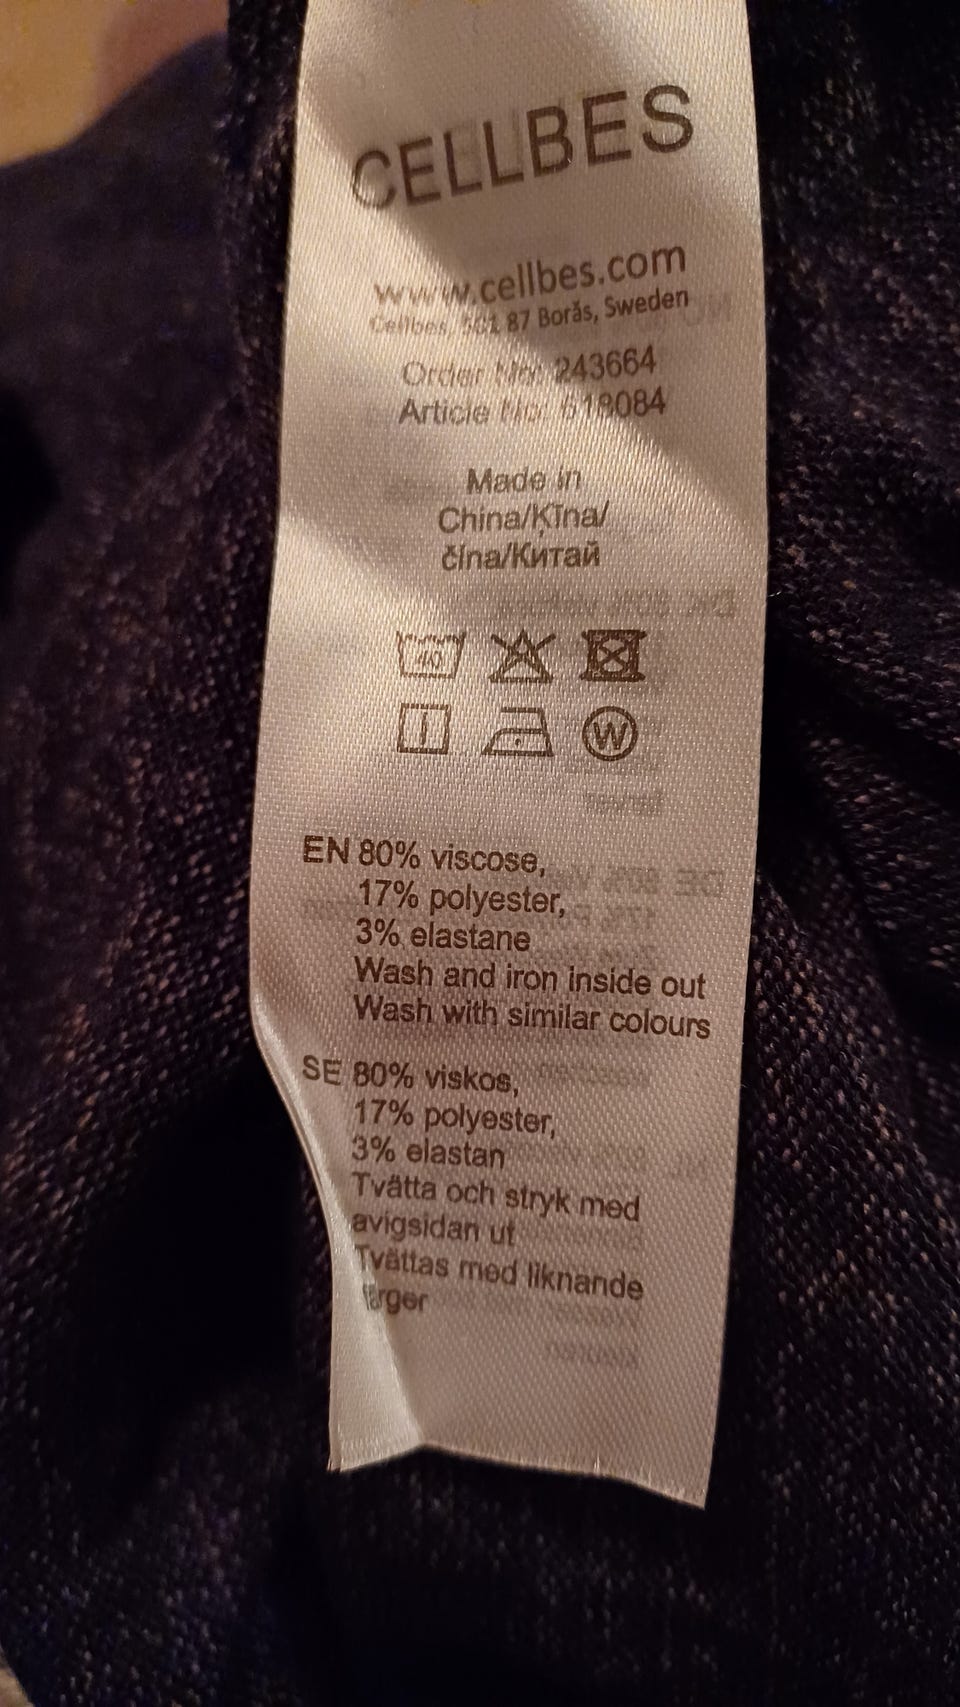 CELLBES
www.cellbes.com
Cellbes, 501 87 Borås, Sweden
Order No: 243664
Article No: 618084
Made in
China/Ķīna/
čína/Китай
40
W
EN 80% viscose,
17% polyester,
3% elastane
Wash and iron inside out
Wash with similar colours
SE 80% viskos,
17% polyester,
3% elastan
Tvätta och stryk med
avigsidan ut
Tvättas med liknande
färger